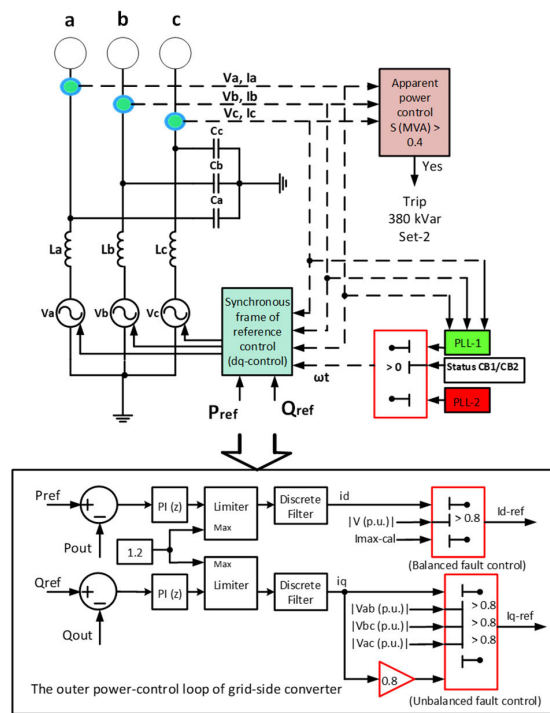 a b c
Va, Ia
Vb, Ib
Vc, Ic
Apparent
power
control
S (MVA) >
0.4
Yes
Trip
380 kVar
Set-2
Cc
Cb
Ca
La Lb Lc
Va Vb Vc
Synchronous
frame of
reference
control
(dq-control)
ωt
> 0
PLL-1
Status CB1/CB2
PLL-2
Pref Qref
Pref
Pout
PI (z)
Limiter
Max
Discrete
Filter
id
|V (p.u.)|
Imax-cal
> 0.8
Id-ref
(Balanced fault control)
1.2
Qref
Qout
PI (z)
Max
Limiter
Discrete
Filter
iq
|Vab (p.u.)|
|Vbc (p.u.)|
|Vac (p.u.)|
> 0.8
> 0.8
> 0.8
Iq-ref
0.8
(Unbalanced fault control)
The outer power-control loop of grid-side converter